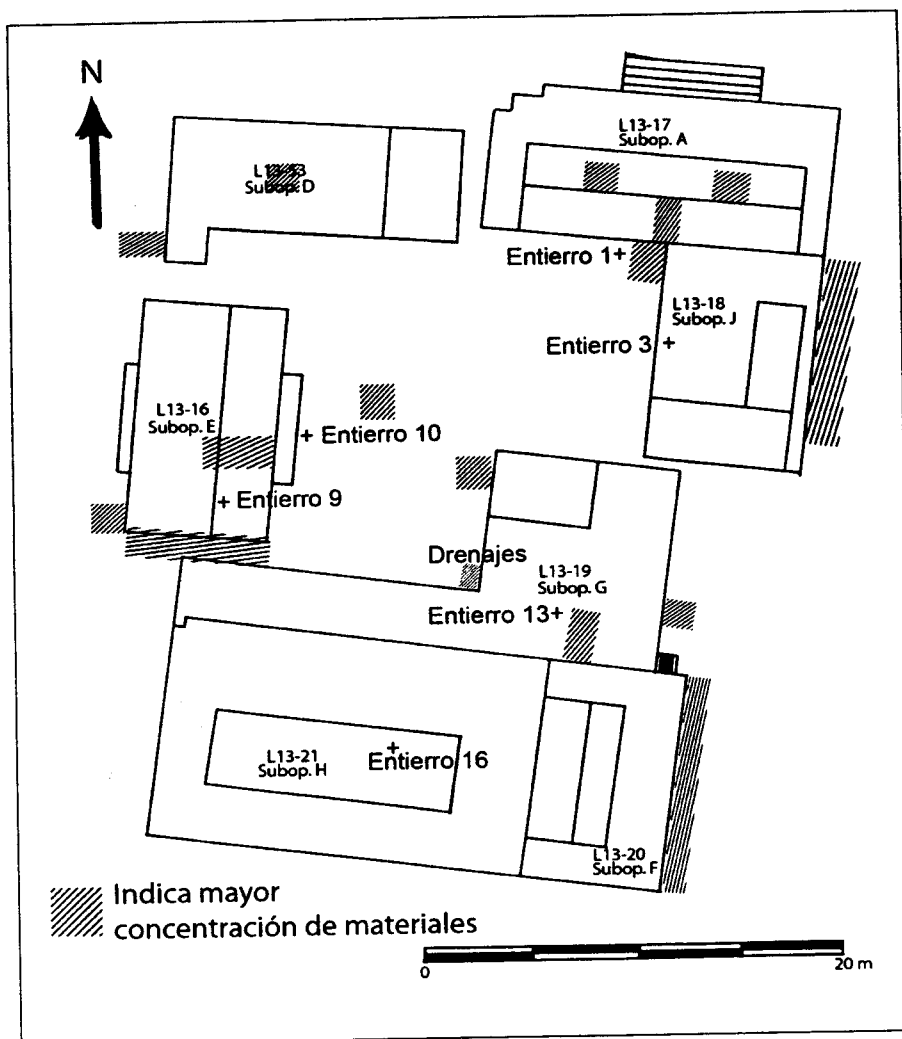 N
L13-17
Subop. A
L13-53
Subop. D
Entierro 1+
L13-18
Subop. J
Entierro 3 +
L13-16
Subop. E
+ Entierro 10
+ Entierro 9
Drenajes
L13-19
Subop. G
Entierro 13+
+
Entierro 16
L13-21
Subop. H
L13-20
Subop. F
Indica mayor
concentración de materiales
0
20 m